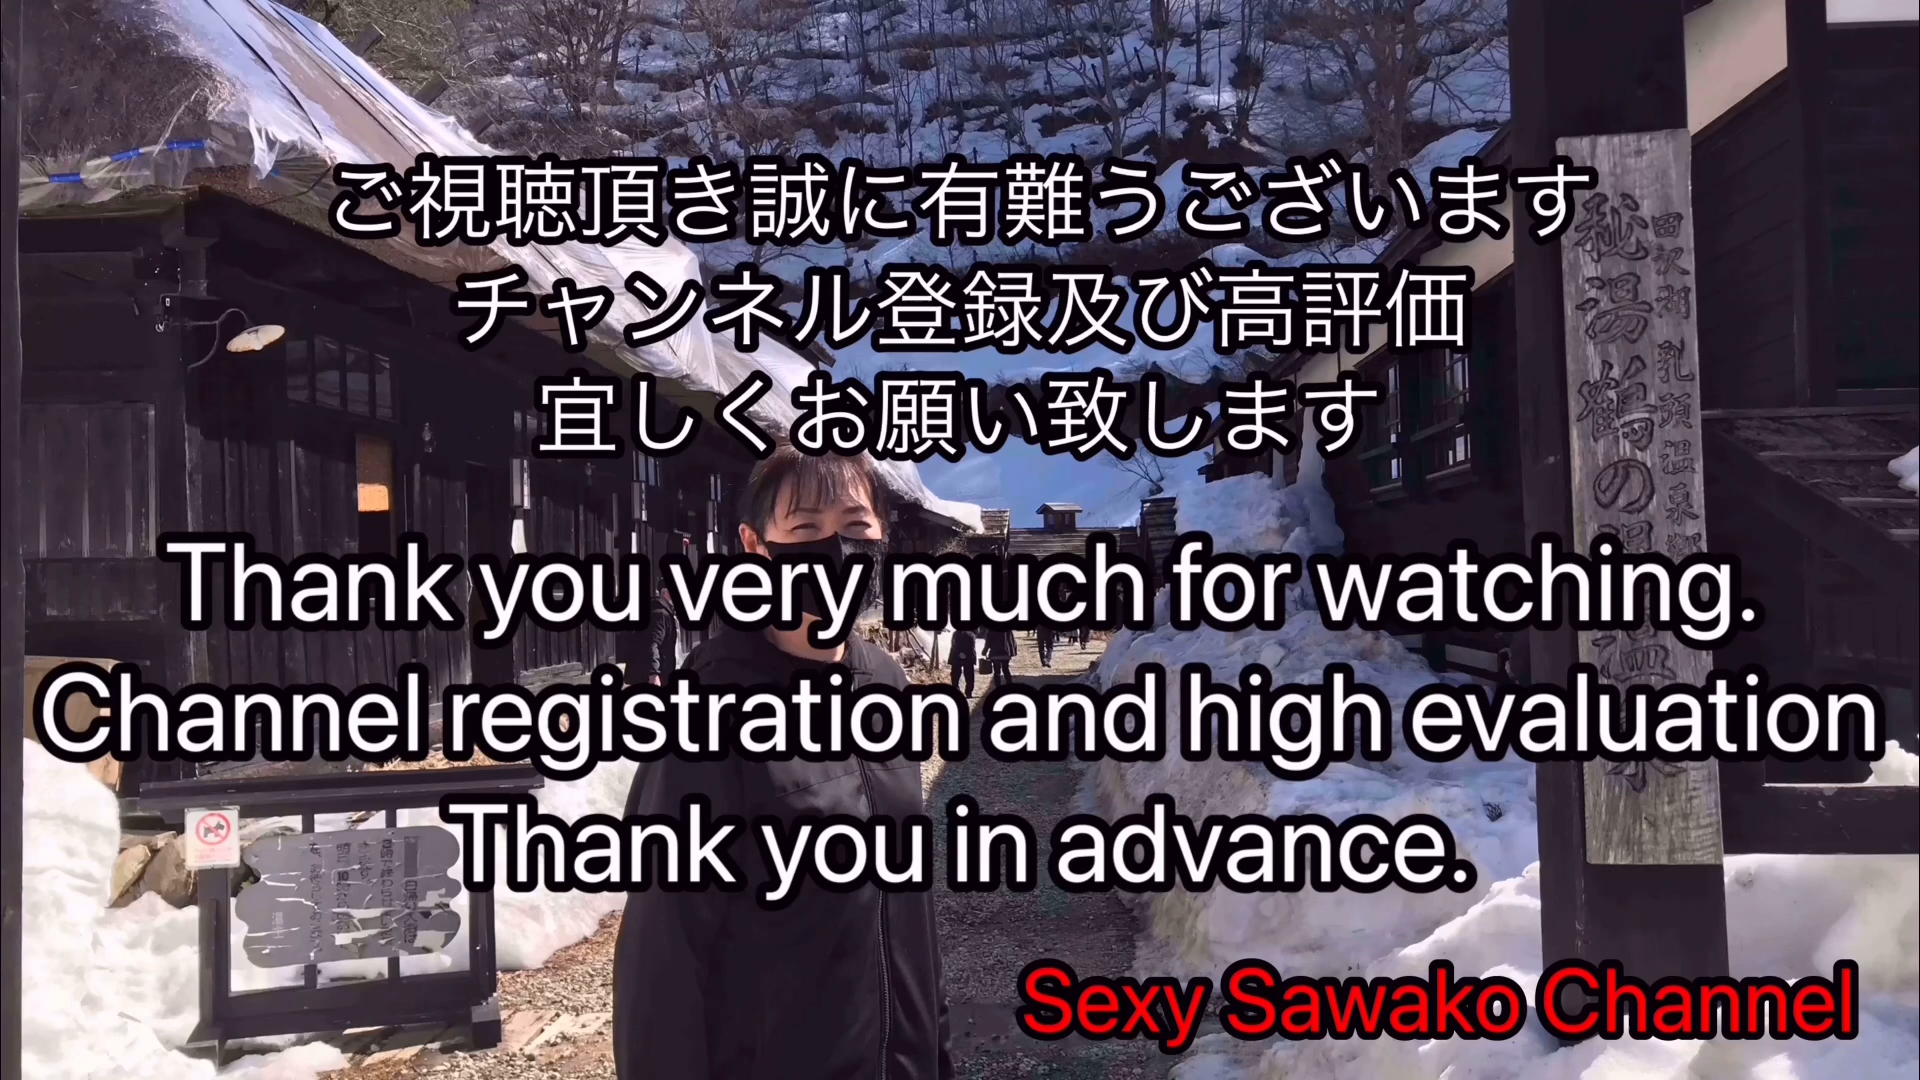 ご視聴頂き誠に有難うございます
チャンネル登録及び高評価
宜しくお願い致します
Thank you very much for watching.
Channel registration and high evaluation
Thank you in advance.
Sexy Sawako Channel
田沢湖乳頭温泉郷
秘湯鶴の湯温泉